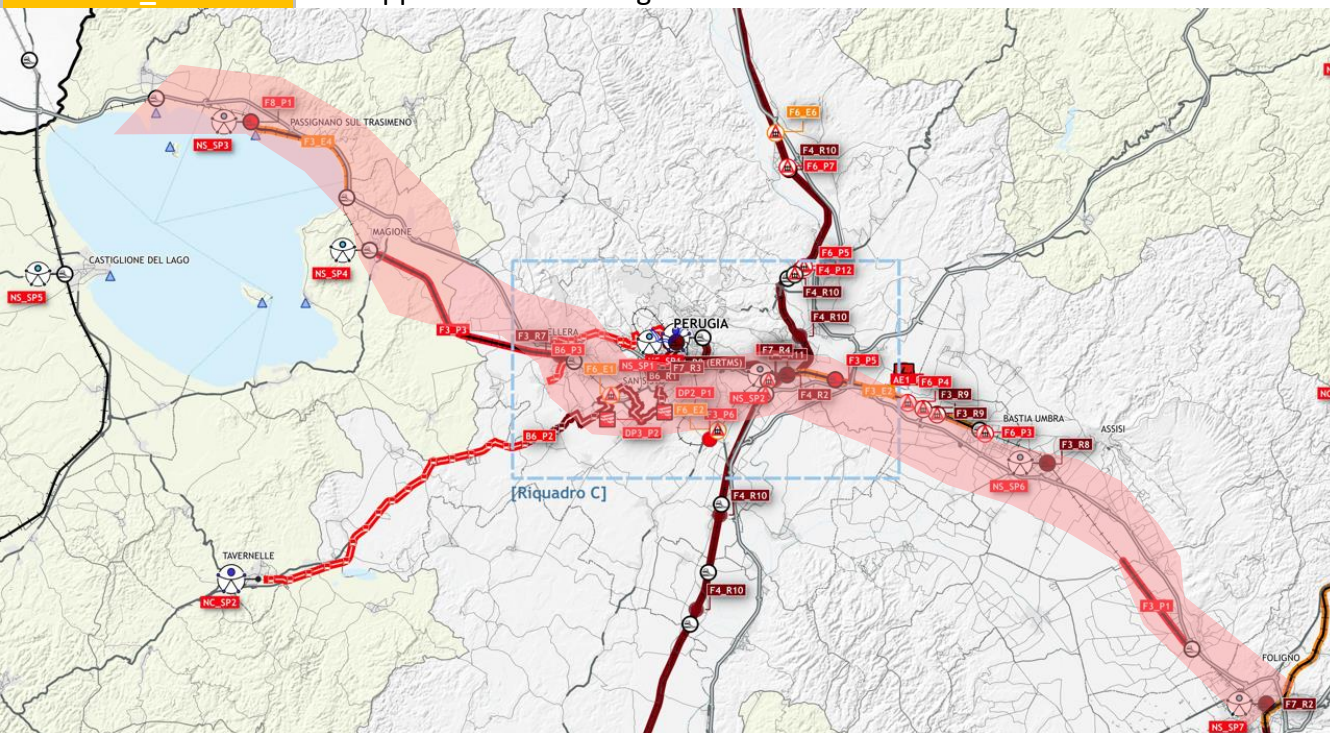 F8_P1
PASSIGNANO SUL TRASIMENO
NS_SP3
F3_E4
F6_E6
F4_R10
F6_P7
MAGIONE
CASTIGLIONE DEL LAGO
NS_SP4
NS_SP5
F6_P5
F4_P12
F4_R10
F4_R10
PERUGIA
F3_P3
F3_R7
ELLERA
B6_P3
NS_SP1
F7_R3
(ERTMS)
B6_R1
F7_R4
F3_P5
F6_E1
DP2_P1
NS_SP2
F4_R2
F3_E2
AE1
F6_P4
F3_R9
F3_R9
F6_E2
BASTIA UMBRA
F6_P3
ASSISI
B6_P2
DP3_P2
F3_R8
NS_SP6
[Riquadro C]
F4_R10
TAVERNELLE
NC_SP2
F4_R10
F3_P1
FOLIGNO
F7_R2
NS_SP7